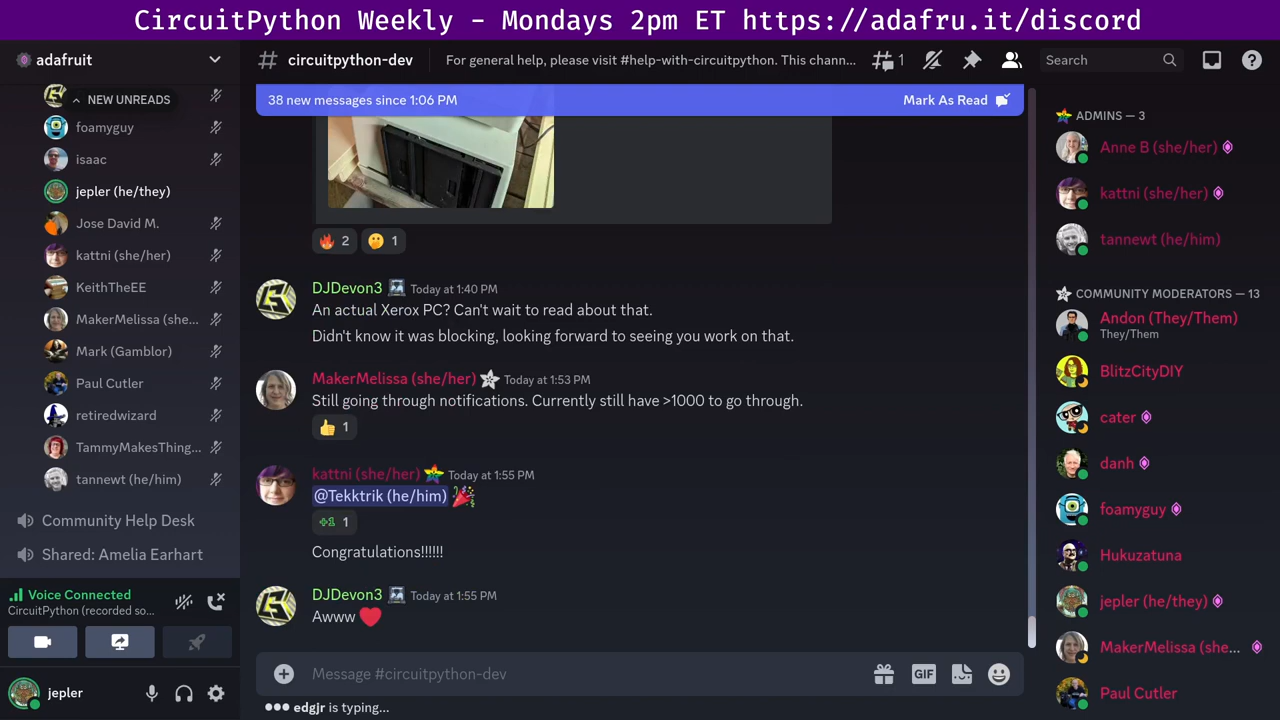 CircuitPython Weekly - Mondays 2pm ET https://adafru.it/discord
adafruit
NEW UNREADS
foamyguy
isaac
jepler (he/they)
Jose David M.
kattni (she/her)
KeithTheEE
MakerMelissa (she...
Mark (Gamblor)
Paul Cutler
retiredwizard
TammyMakesThing...
tannewt (he/him)
Community Help Desk
Shared: Amelia Earhart
Voice Connected
CircuitPython (recorded so...
jepler
# circuitpython-dev
For general help, please visit #help-with-circuitpython. This chann...
1
Search
38 new messages since 1:06 PM
Mark As Read
🔥 2 🤭 1
DJDevon3 Today at 1:40 PM
An actual Xerox PC? Can't wait to read about that.
Didn't know it was blocking, looking forward to seeing you work on that.
MakerMelissa (she/her) Today at 1:53 PM
Still going through notifications. Currently still have >1000 to go through.
👍 1
kattni (she/her) Today at 1:55 PM
@Tekktrik (he/him) 🎉
+1 1
Congratulations!!!!!!
DJDevon3 Today at 1:55 PM
Awww ❤️
Message #circuitpython-dev
GIF
edgjr is typing...
ADMINS — 3
Anne B (she/her)
kattni (she/her)
tannewt (he/him)
COMMUNITY MODERATORS — 13
Andon (They/Them)
They/Them
BlitzCityDIY
cater
danh
foamyguy
Hukuzatuna
jepler (he/they)
MakerMelissa (she...
Paul Cutler